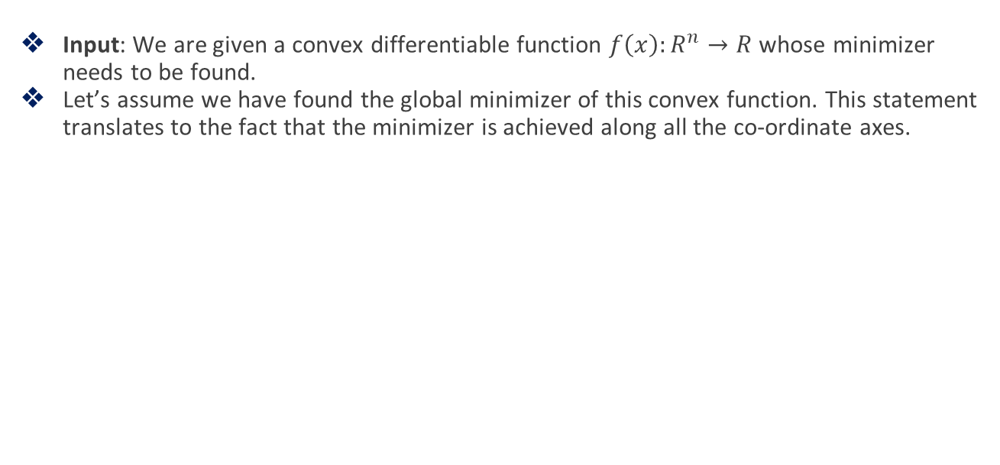 ❖ Input: We are given a convex differentiable function f(x): Rⁿ → R whose minimizer
needs to be found.
❖ Let’s assume we have found the global minimizer of this convex function. This statement
translates to the fact that the minimizer is achieved along all the co-ordinate axes.